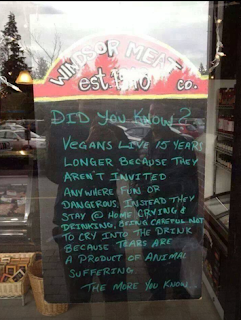 WINDSOR MEAT CO.
est. 1910
DID YOU KNOW?
VEGANS LIVE 15 YEARS
LONGER BECAUSE THEY
AREN'T INVITED
ANYWHERE FUN OR
DANGEROUS. INSTEAD THEY
STAY @ HOME CRYING &
DRINKING, BEING CAREFUL NOT
TO CRY INTO THE DRINK
BECAUSE TEARS ARE
A PRODUCT OF ANIMAL
SUFFERING.
THE MORE YOU KNOW...